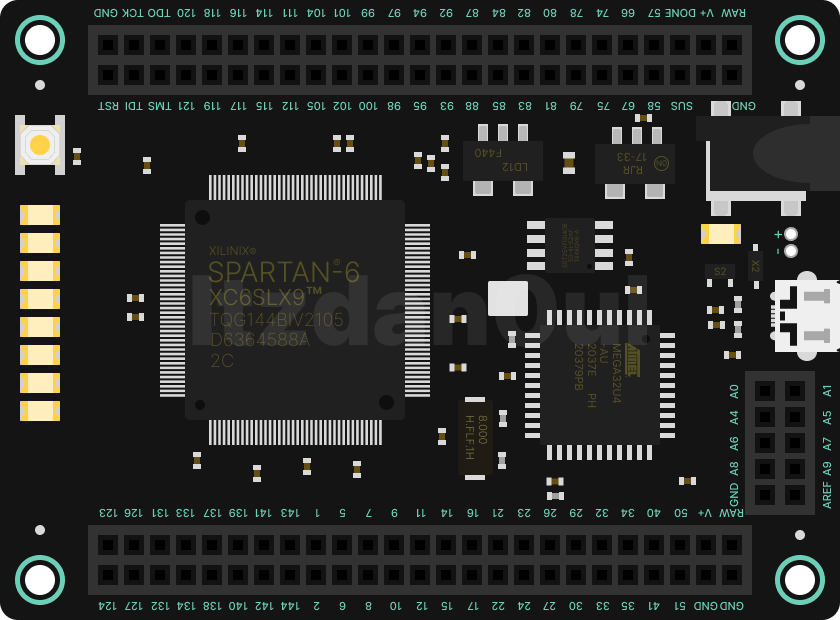 GND TCK TDO 120 118 116 114 111 104 101 99 97 94 92 87 84 82 80 78 74 66 57 DONE V+ RAW
RST TDI TMS 121 119 117 115 112 105 102 100 98 95 93 88 85 83 81 79 75 67 58 SUS GND
F440
LD12
RJR
17-33
ON
XILINIX®
SPARTAN®-6
XC6SLX9™
TQG144BIV2105
D6364588A
2C
+
-
S2
X2
MEGA32U4
AU
2037E PH
20379PB
8.000
H.FLF.1H
A0 A1
A4 A5
A6 A7
A8 A9
GND AREF
123 126 131 133 137 139 141 143 1 5 7 9 11 14 16 21 23 26 29 32 34 40 50 V+ RAW
124 127 132 134 138 140 142 144 2 6 8 10 12 15 17 22 24 27 30 33 35 41 51 GND GND